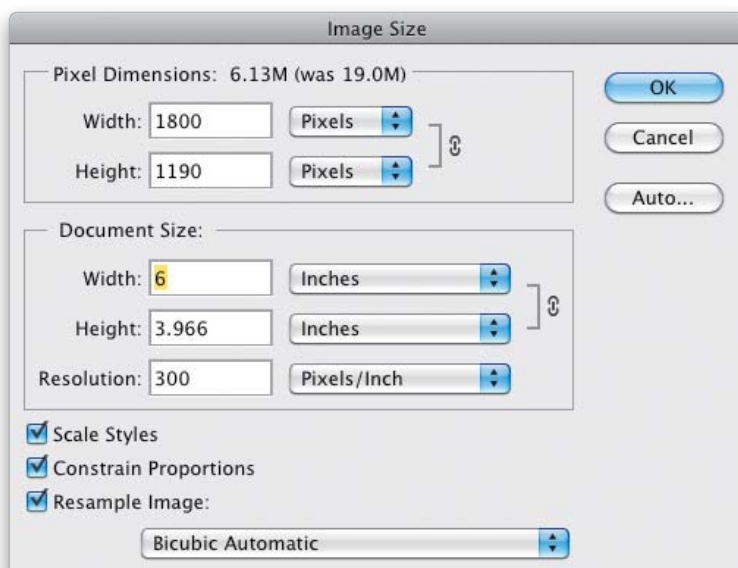 Image Size
Pixel Dimensions: 6.13M (was 19.0M)
Width: 1800 Pixels
Height: 1190 Pixels
OK
Cancel
Auto...
Document Size:
Width: 6 Inches
Height: 3.966 Inches
Resolution: 300 Pixels/Inch
Scale Styles
Constrain Proportions
Resample Image:
Bicubic Automatic